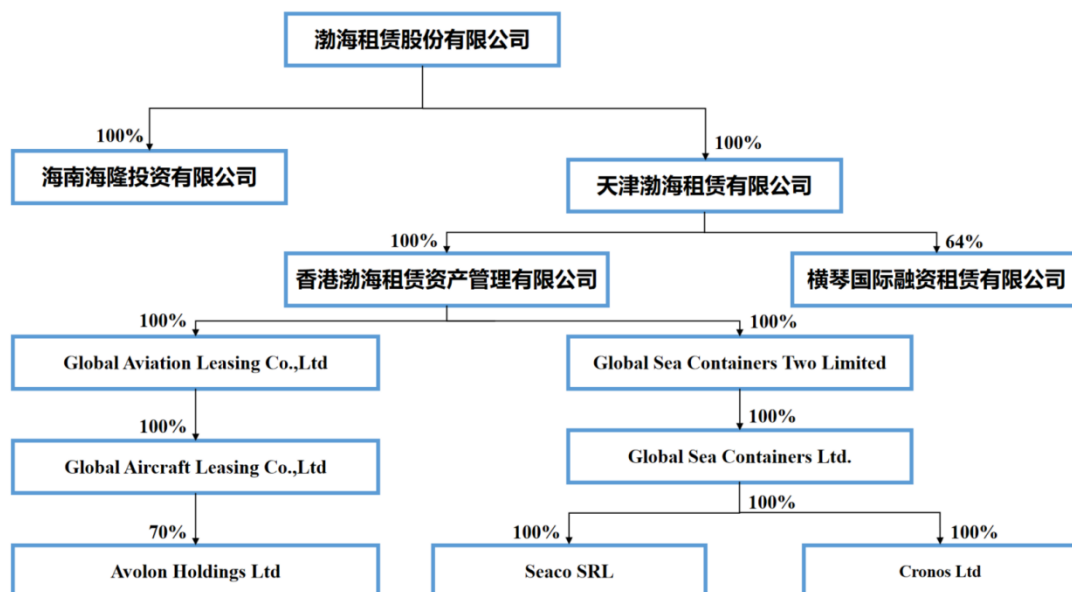 渤海租赁股份有限公司
100%
100%
海南海隆投资有限公司
天津渤海租赁有限公司
100%
64%
香港渤海租赁资产管理有限公司
横琴国际融资租赁有限公司
100%
100%
Global Aviation Leasing Co.,Ltd
Global Sea Containers Two Limited
100%
100%
Global Aircraft Leasing Co.,Ltd
Global Sea Containers Ltd.
100%
70%
100%
100%
Avolon Holdings Ltd
Seaco SRL
Cronos Ltd